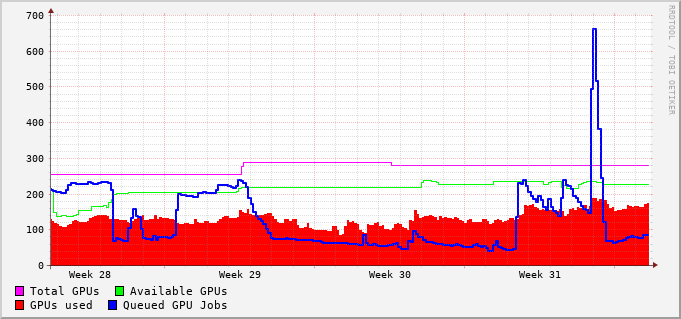 700
600
500
400
300
200
100
0
Week 28 Week 29 Week 30 Week 31
Total GPUs Available GPUs
GPUs used Queued GPU Jobs
RRDTOOL / TOBI OETIKER